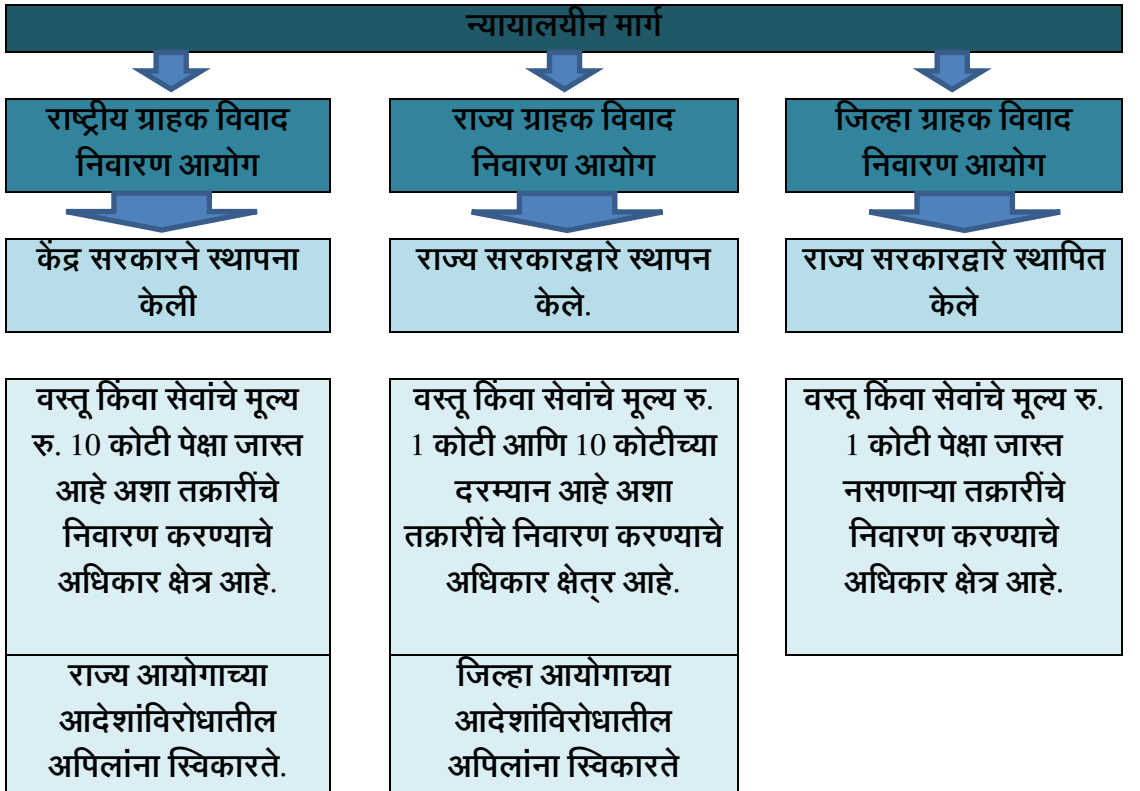 न्यायालयीन मार्ग
राष्ट्रीय ग्राहक विवाद
निवारण आयोग
राज्य ग्राहक विवाद
निवारण आयोग
जिल्हा ग्राहक विवाद
निवारण आयोग
केंद्र सरकारने स्थापना
केली
राज्य सरकारद्वारे स्थापन
केले.
राज्य सरकारद्वारे स्थापित
केले
वस्तू किंवा सेवांचे मूल्य
रु. 10 कोटी पेक्षा जास्त
आहे अशा तक्रारींचे
निवारण करण्याचे
अधिकार क्षेत्र आहे.
वस्तू किंवा सेवांचे मूल्य रु.
1 कोटी आणि 10 कोटीच्या
दरम्यान आहे अशा
तक्रारींचे निवारण करण्याचे
अधिकार क्षेत्र आहे.
वस्तू किंवा सेवांचे मूल्य रु.
1 कोटी पेक्षा जास्त
नसणाऱ्या तक्रारींचे
निवारण करण्याचे
अधिकार क्षेत्र आहे.
राज्य आयोगाच्या
आदेशांविरोधातील
अपिलांना स्विकारते.
जिल्हा आयोगाच्या
आदेशांविरोधातील
अपिलांना स्विकारते